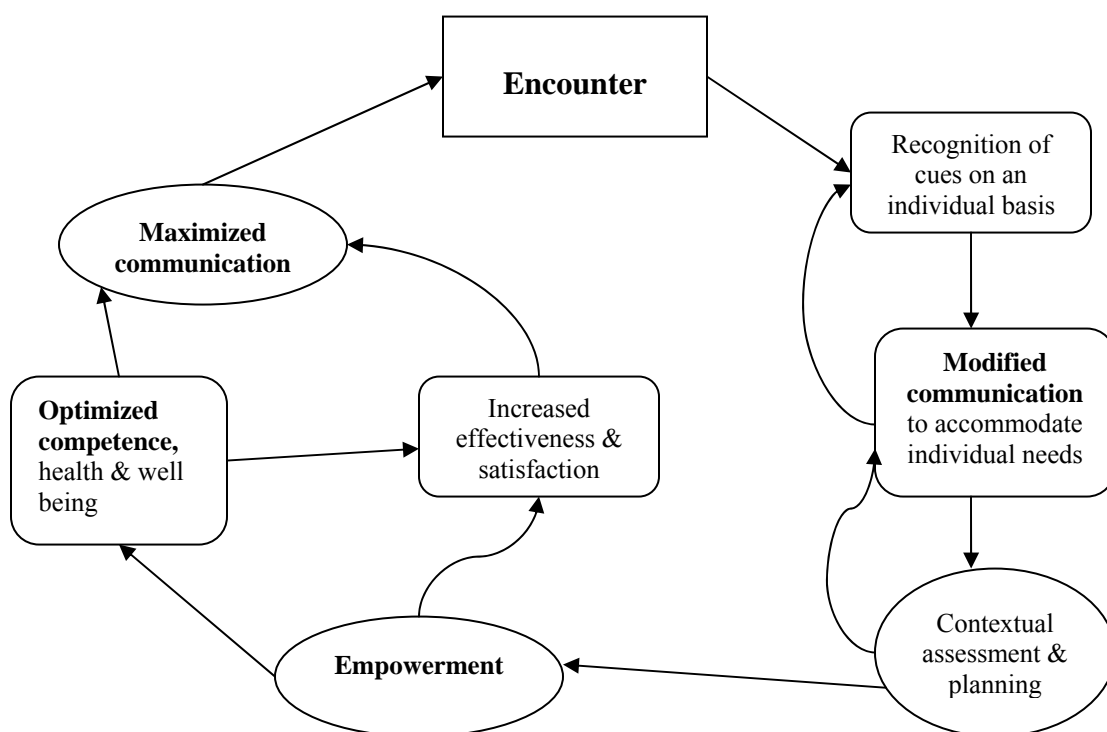 Encounter
Recognition of
cues on an
individual basis
Maximized
communication
Modified
communication
to accommodate
individual needs
Optimized
competence,
health & well
being
Increased
effectiveness &
satisfaction
Contextual
assessment &
planning
Empowerment